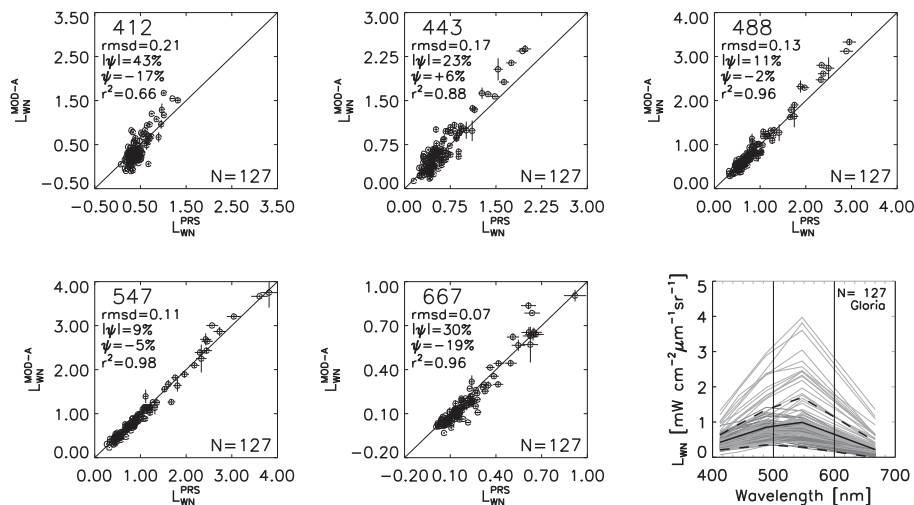 412
rmsd=0.21
|ψ|=43%
ψ=−17%
r²=0.66
N=127
3.50
2.50
1.50
0.50
−0.50
L_WN^MOD-A
−0.50 0.50 1.50 2.50 3.50
L_WN^PRS
443
rmsd=0.17
|ψ|=23%
ψ=+6%
r²=0.88
N=127
3.00
2.25
1.50
0.75
0.00
L_WN^MOD-A
0.00 0.75 1.50 2.25 3.00
L_WN^PRS
488
rmsd=0.13
|ψ|=11%
ψ=−2%
r²=0.96
N=127
4.00
3.00
2.00
1.00
0.00
L_WN^MOD-A
0.00 1.00 2.00 3.00 4.00
L_WN^PRS
547
rmsd=0.11
|ψ|=9%
ψ=−5%
r²=0.98
N=127
4.00
3.00
2.00
1.00
0.00
L_WN^MOD-A
0.00 1.00 2.00 3.00 4.00
L_WN^PRS
667
rmsd=0.07
|ψ|=30%
ψ=−19%
r²=0.96
N=127
1.00
0.70
0.40
0.10
−0.20
L_WN^MOD-A
−0.20 0.10 0.40 0.70 1.00
L_WN^PRS
N= 127
Gloria
5
4
3
2
1
0
L_WN [mW cm⁻²μm⁻¹sr⁻¹]
400 500 600 700
Wavelength [nm]